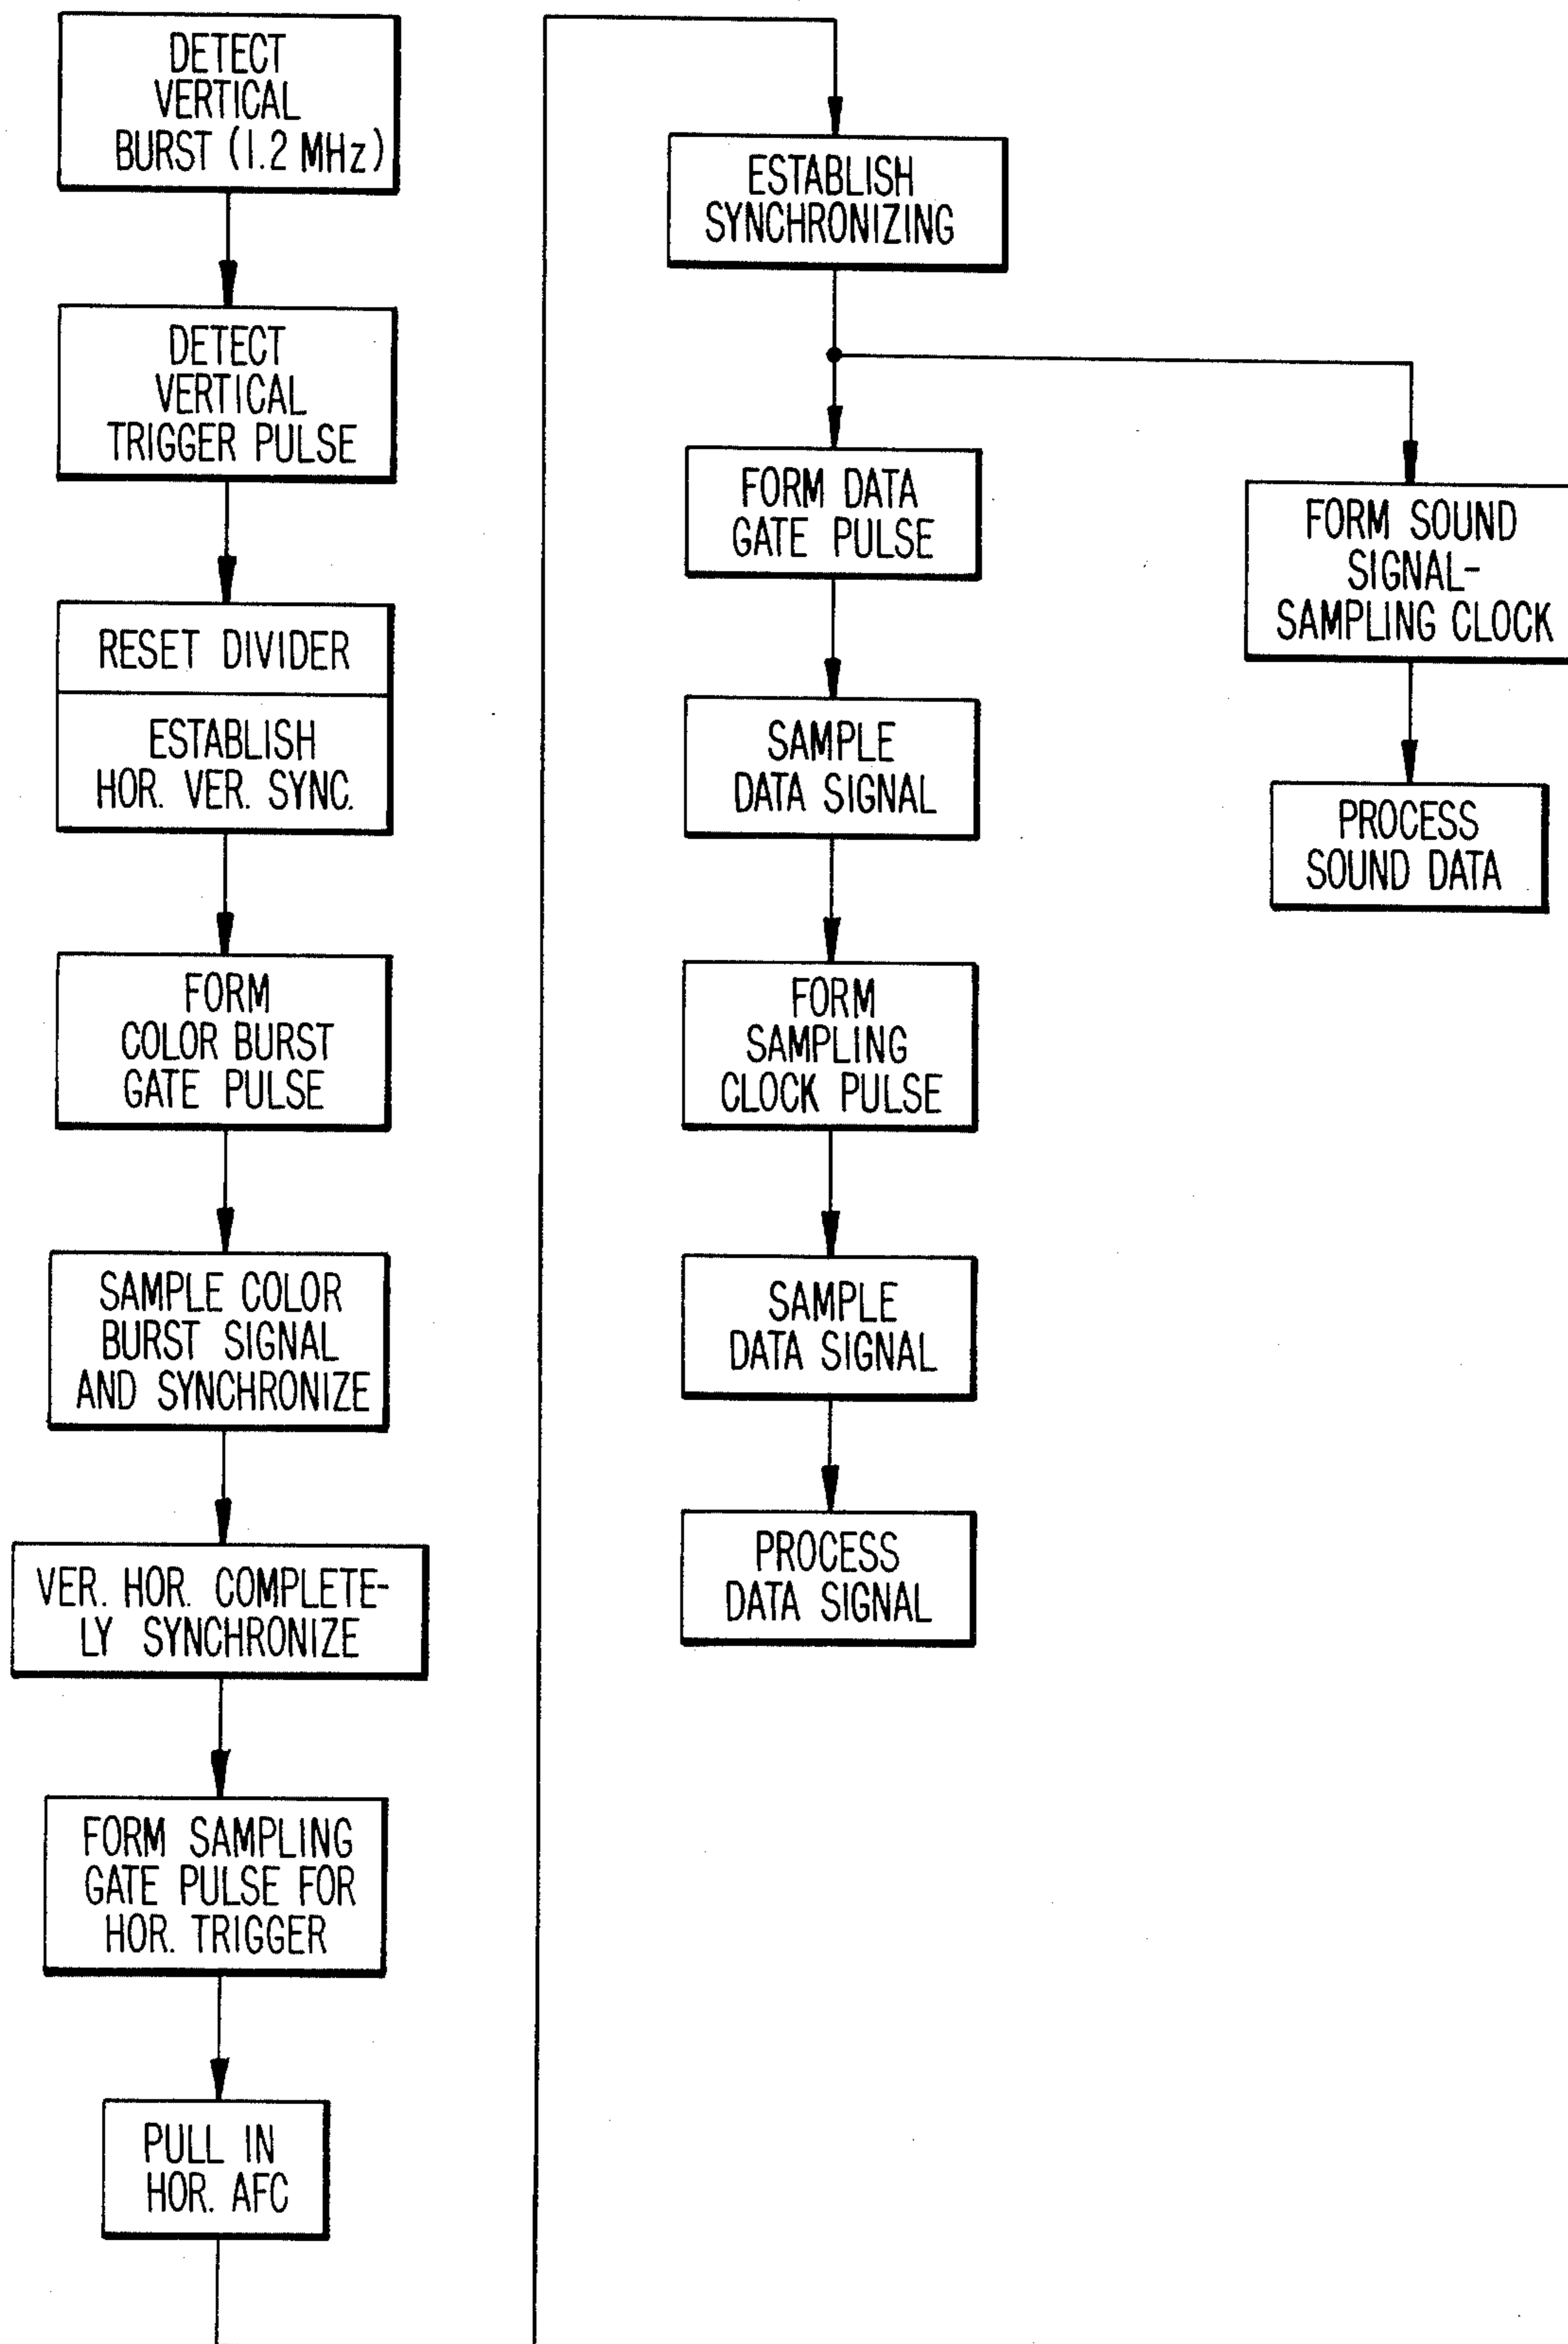 DETECT
VERTICAL
BURST (1.2 MHz)
DETECT
VERTICAL
TRIGGER PULSE
RESET DIVIDER
ESTABLISH
HOR. VER. SYNC.
FORM
COLOR BURST
GATE PULSE
SAMPLE COLOR
BURST SIGNAL
AND SYNCHRONIZE
VER. HOR. COMPLETE-
LY SYNCHRONIZE
FORM SAMPLING
GATE PULSE FOR
HOR. TRIGGER
PULL IN
HOR. AFC
ESTABLISH
SYNCHRONIZING
FORM DATA
GATE PULSE
SAMPLE
DATA SIGNAL
FORM
SAMPLING
CLOCK PULSE
SAMPLE
DATA SIGNAL
PROCESS
DATA SIGNAL
FORM SOUND
SIGNAL-
SAMPLING CLOCK
PROCESS
SOUND DATA